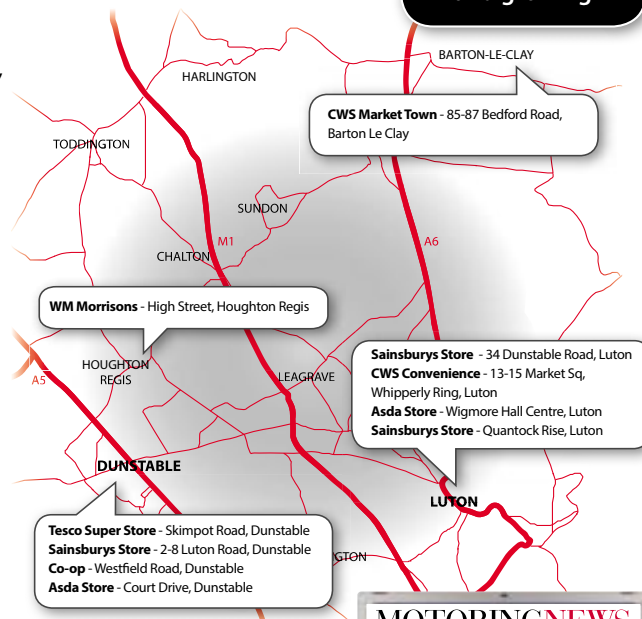 BARTON-LE-CLAY
HARLINGTON
CWS Market Town - 85-87 Bedford Road,
Barton Le Clay
TODDINGTON
SUNDON
M1
A6
CHALTON
WM Morrisons - High Street, Houghton Regis
Sainsburys Store - 34 Dunstable Road, Luton
CWS Convenience - 13-15 Market Sq,
Whipperly Ring, Luton
Asda Store - Wigmore Hall Centre, Luton
Sainsburys Store - Quantock Rise, Luton
HOUGHTON
REGIS
A5
LEAGRAVE
DUNSTABLE
LUTON
Tesco Super Store - Skimpot Road, Dunstable
Sainsburys Store - 2-8 Luton Road, Dunstable
Co-op - Westfield Road, Dunstable
Asda Store - Court Drive, Dunstable
GTON
MOTORINGNEWS